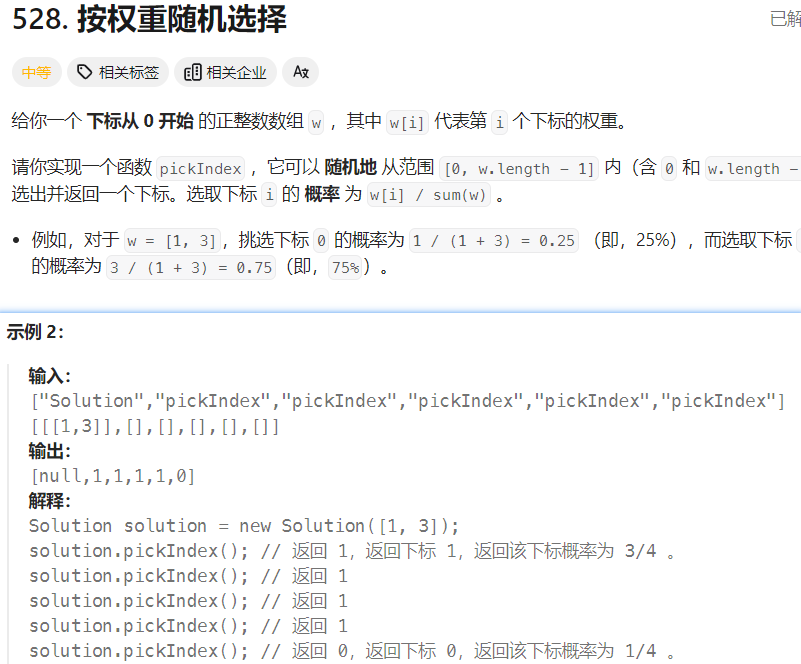 528. 按权重随机选择
已解
中等 相关标签 相关企业
给你一个 下标从 0 开始 的正整数数组 w ，其中 w[i] 代表第 i 个下标的权重。
请你实现一个函数 pickIndex ，它可以 随机地 从范围 [0, w.length - 1] 内（含 0 和 w.length -
选出并返回一个下标。选取下标 i 的 概率 为 w[i] / sum(w) 。
• 例如，对于 w = [1, 3]，挑选下标 0 的概率为 1 / (1 + 3) = 0.25 （即，25%），而选取下标
的概率为 3 / (1 + 3) = 0.75（即，75%）。
示例 2：
输入：
["Solution","pickIndex","pickIndex","pickIndex","pickIndex","pickIndex"]
[[[1,3]],[],[],[],[],[]]
输出：
[null,1,1,1,1,0]
解释：
Solution solution = new Solution([1, 3]);
solution.pickIndex(); // 返回 1，返回下标 1，返回该下标概率为 3/4 。
solution.pickIndex(); // 返回 1
solution.pickIndex(); // 返回 1
solution.pickIndex(); // 返回 1
solution.pickIndex(); // 返回 0，返回下标 0，返回该下标概率为 1/4 。